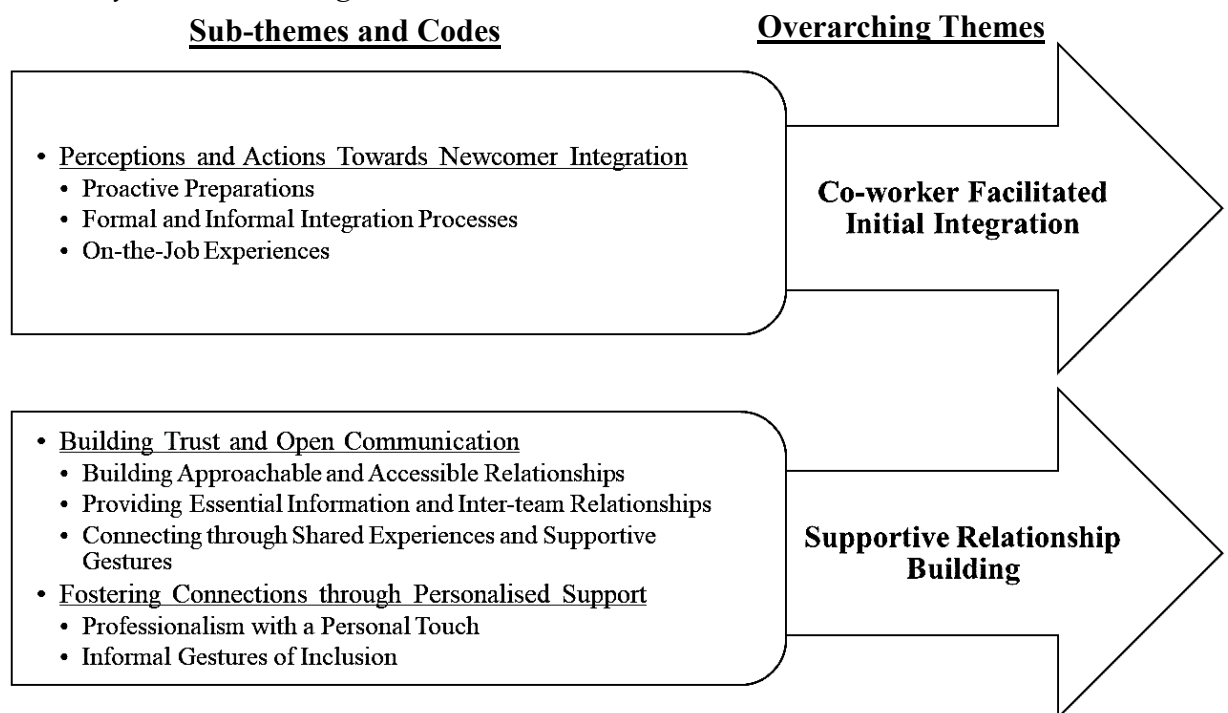 Sub-themes and Codes
Overarching Themes
• Perceptions and Actions Towards Newcomer Integration
• Proactive Preparations
• Formal and Informal Integration Processes
• On-the-Job Experiences
Co-worker Facilitated
Initial Integration
• Building Trust and Open Communication
• Building Approachable and Accessible Relationships
• Providing Essential Information and Inter-team Relationships
• Connecting through Shared Experiences and Supportive
Gestures
• Fostering Connections through Personalised Support
• Professionalism with a Personal Touch
• Informal Gestures of Inclusion
Supportive Relationship
Building